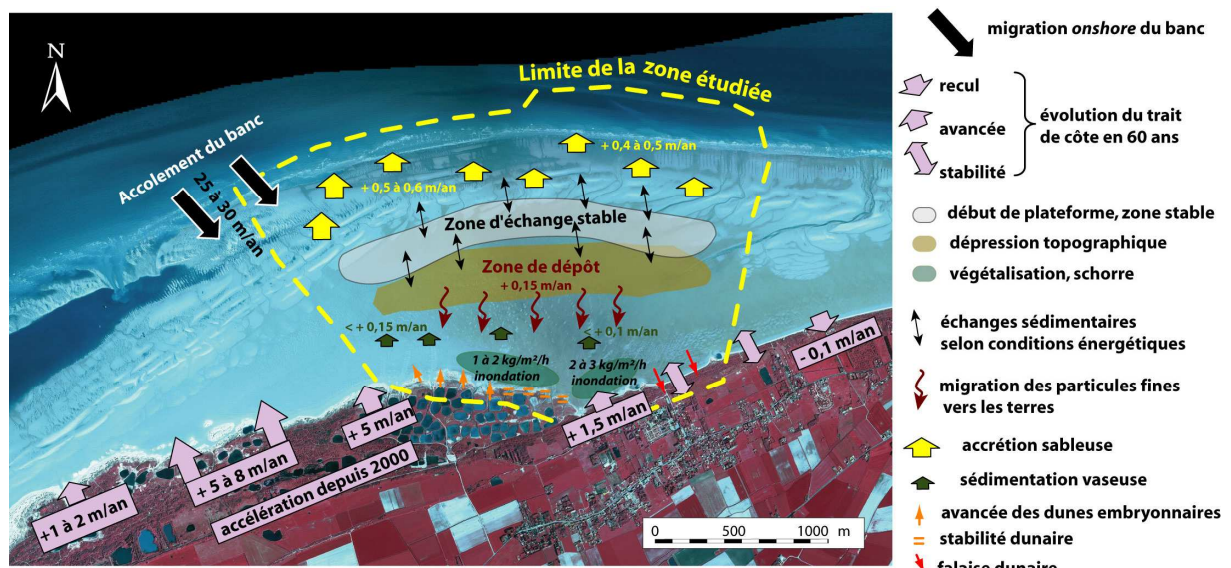 N
Limite de la zone étudiée
Accolement du banc
25 à 30 m/an
+ 0,4 à 0,5 m/an
+ 0,5 à 0,6 m/an
Zone d'échange stable
Zone de dépôt
+ 0,15 m/an
< + 0,15 m/an
< + 0,1 m/an
1 à 2 kg/m²/h
inondation
2 à 3 kg/m²/h
inondation
- 0,1 m/an
+ 1,5 m/an
+ 5 m/an
+ 5 à 8 m/an
+1 à 2 m/an
accélération depuis 2000
0 500 1000 m
migration onshore du banc
recul
avancée
stabilité
évolution du trait
de côte en 60 ans
début de plateforme, zone stable
dépression topographique
végétalisation, schorre
échanges sédimentaires
selon conditions énergétiques
migration des particules fines
vers les terres
accrétion sableuse
sédimentation vaseuse
avancée des dunes embryonnaires
stabilité dunaire
falaise dunaire